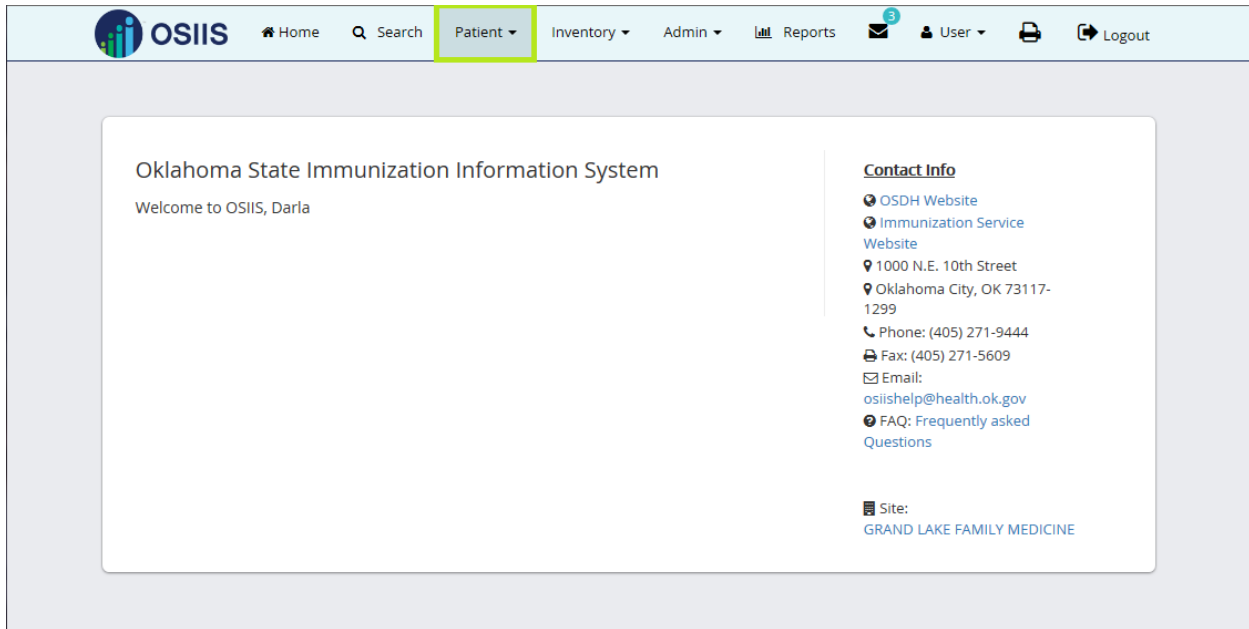 OSIIS Home Search Patient Inventory Admin Reports 3 User Logout
Oklahoma State Immunization Information System
Welcome to OSIIS, Darla
Contact Info
OSDH Website
Immunization Service
Website
1000 N.E. 10th Street
Oklahoma City, OK 73117-
1299
Phone: (405) 271-9444
Fax: (405) 271-5609
Email:
osiishelp@health.ok.gov
FAQ: Frequently asked
Questions
Site:
GRAND LAKE FAMILY MEDICINE